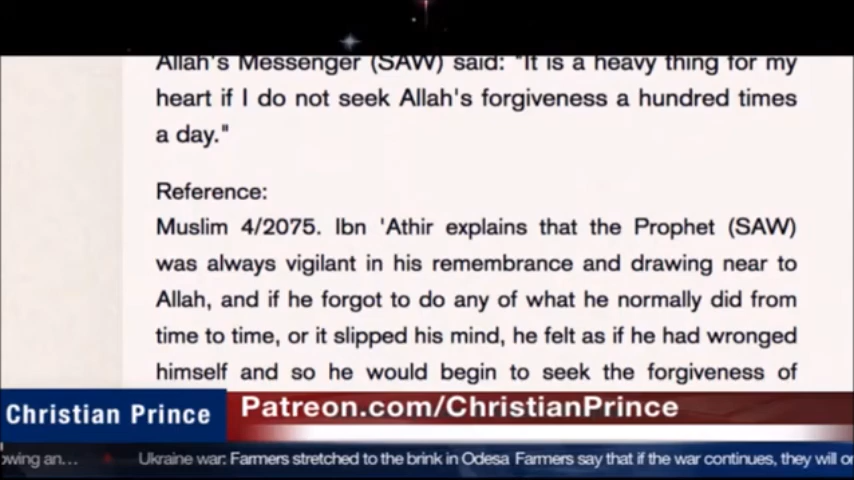 Allah's Messenger (SAW) said: "It is a heavy thing for my
heart if I do not seek Allah's forgiveness a hundred times
a day."
Reference:
Muslim 4/2075. Ibn 'Athir explains that the Prophet (SAW)
was always vigilant in his remembrance and drawing near to
Allah, and if he forgot to do any of what he normally did from
time to time, or it slipped his mind, he felt as if he had wronged
himself and so he would begin to seek the forgiveness of
Christian Prince
Patreon.com/ChristianPrince
owing an... Ukraine war: Farmers stretched to the brink in Odesa Farmers say that if the war continues, they will or